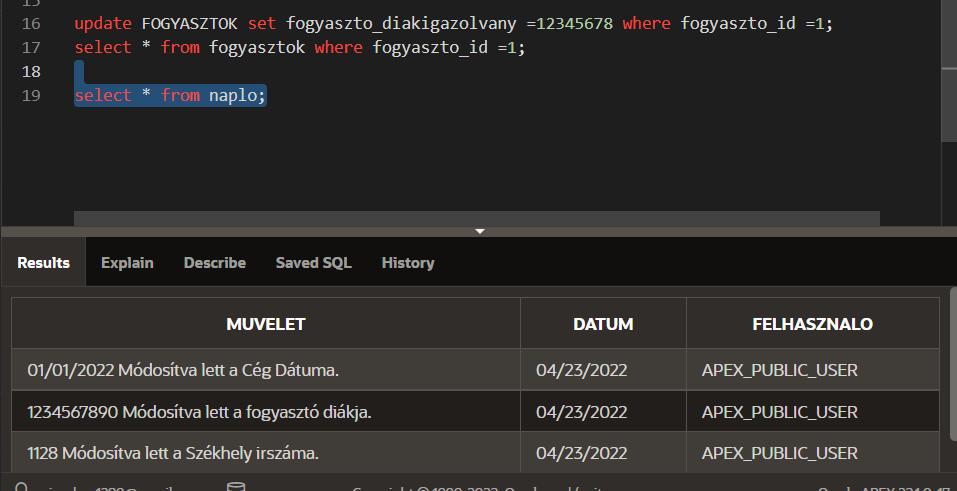 15
16 update FOGYASZTOK set fogyaszto_diakigazolvany =12345678 where fogyaszto_id =1;
17 select * from fogyasztok where fogyaszto_id =1;
18
19 select * from naplo;
Results Explain Describe Saved SQL History
MUVELET DATUM FELHASZNALO
01/01/2022 Módosítva lett a Cég Dátuma. 04/23/2022 APEX_PUBLIC_USER
1234567890 Módosítva lett a fogyasztó diákja. 04/23/2022 APEX_PUBLIC_USER
1128 Módosítva lett a Székhely irszáma. 04/23/2022 APEX_PUBLIC_USER